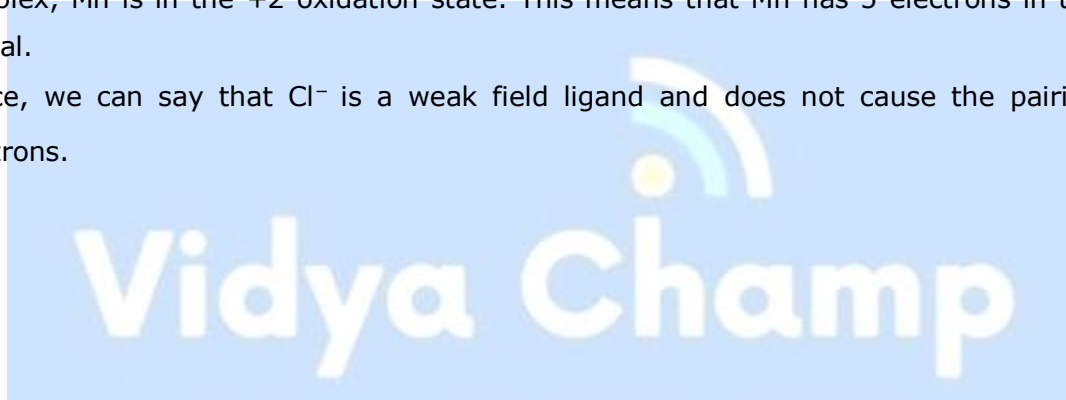 plex, Mn is in the +2 oxidation state. This means that Mn has 5 electrons in t
al.
ce, we can say that Cl⁻ is a weak field ligand and does not cause the pairi
trons.
Vidya Champ